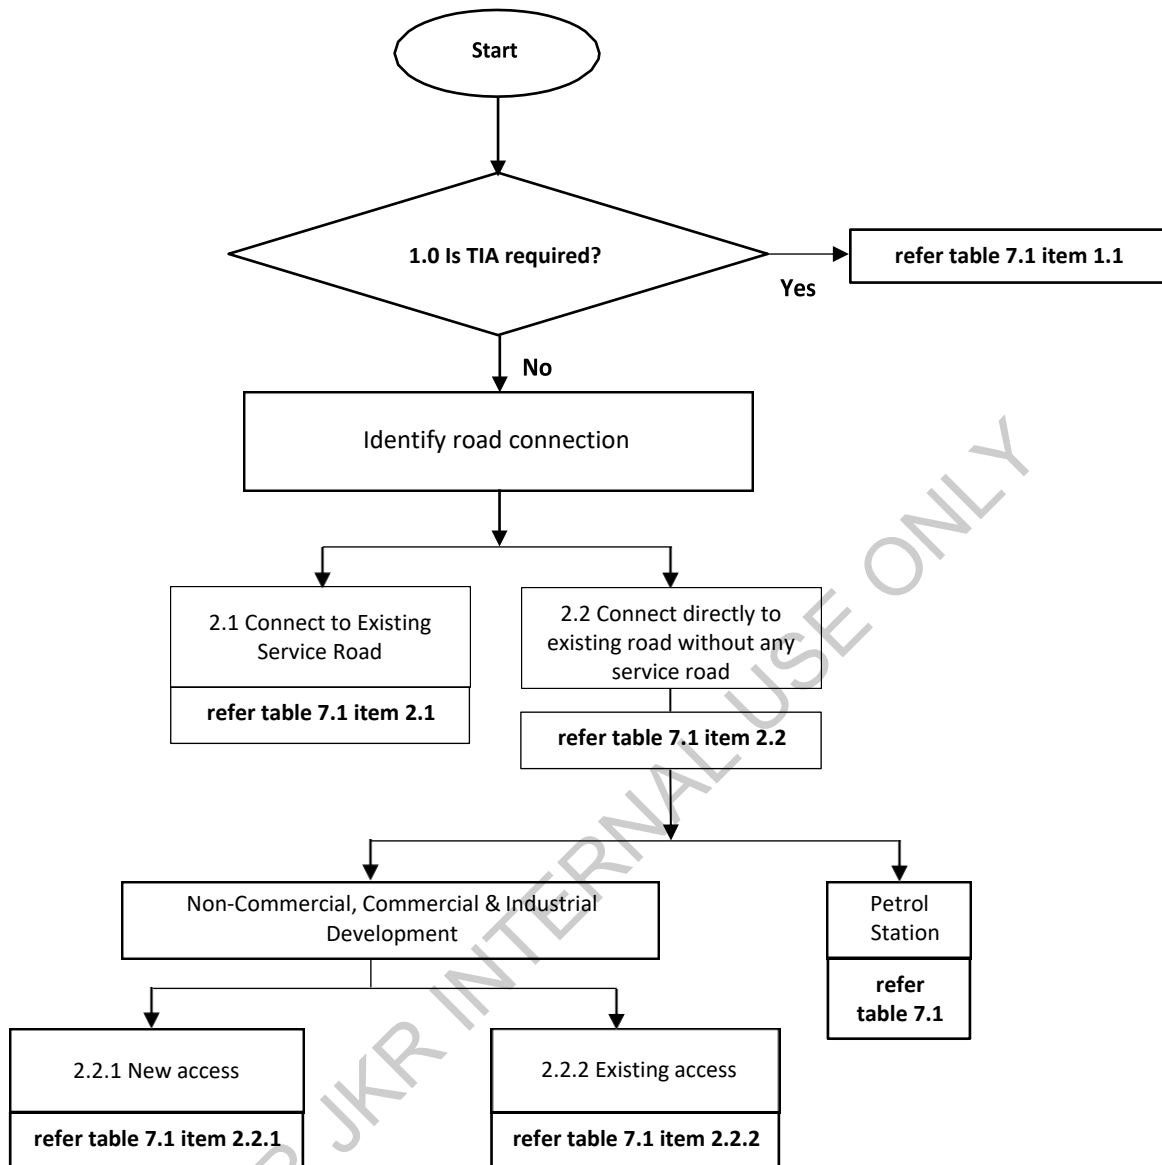 Start
1.0 Is TIA required?
refer table 7.1 item 1.1
Yes
No
Identify road connection
2.1 Connect to Existing
Service Road
refer table 7.1 item 2.1
2.2 Connect directly to
existing road without any
service road
refer table 7.1 item 2.2
Non-Commercial, Commercial & Industrial
Development
Petrol
Station
refer
table 7.1
2.2.1 New access
refer table 7.1 item 2.2.1
2.2.2 Existing access
refer table 7.1 item 2.2.2
JKR INTERNAL USE ONLY